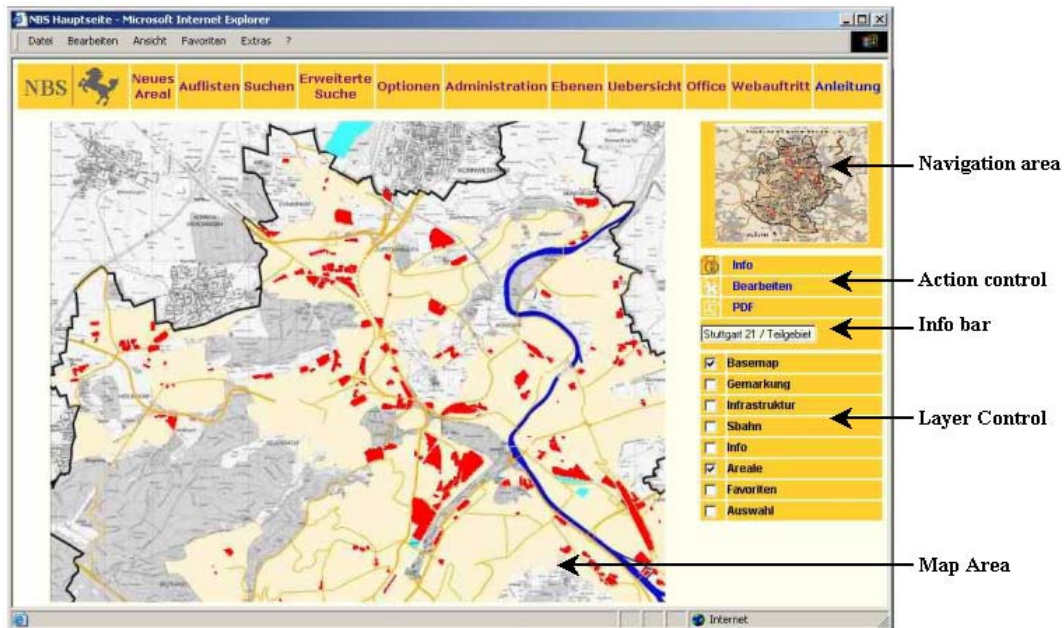 NBS Hauptseite - Microsoft Internet Explorer
Datei Bearbeiten Ansicht Favoriten Extras ?
NBS
Neues Areal
Auflisten
Suchen
Erweiterte Suche
Optionen
Administration
Ebenen
Uebersicht
Office
Webauftritt
Anleitung
Navigation area
Info
Bearbeiten
PDF
Action control
Stuttgart 21 / Teilgebiet
Info bar
Basemap
Gemarkung
Infrastruktur
Sbahn
Info
Areale
Favoriten
Auswahl
Layer Control
Map Area
Internet